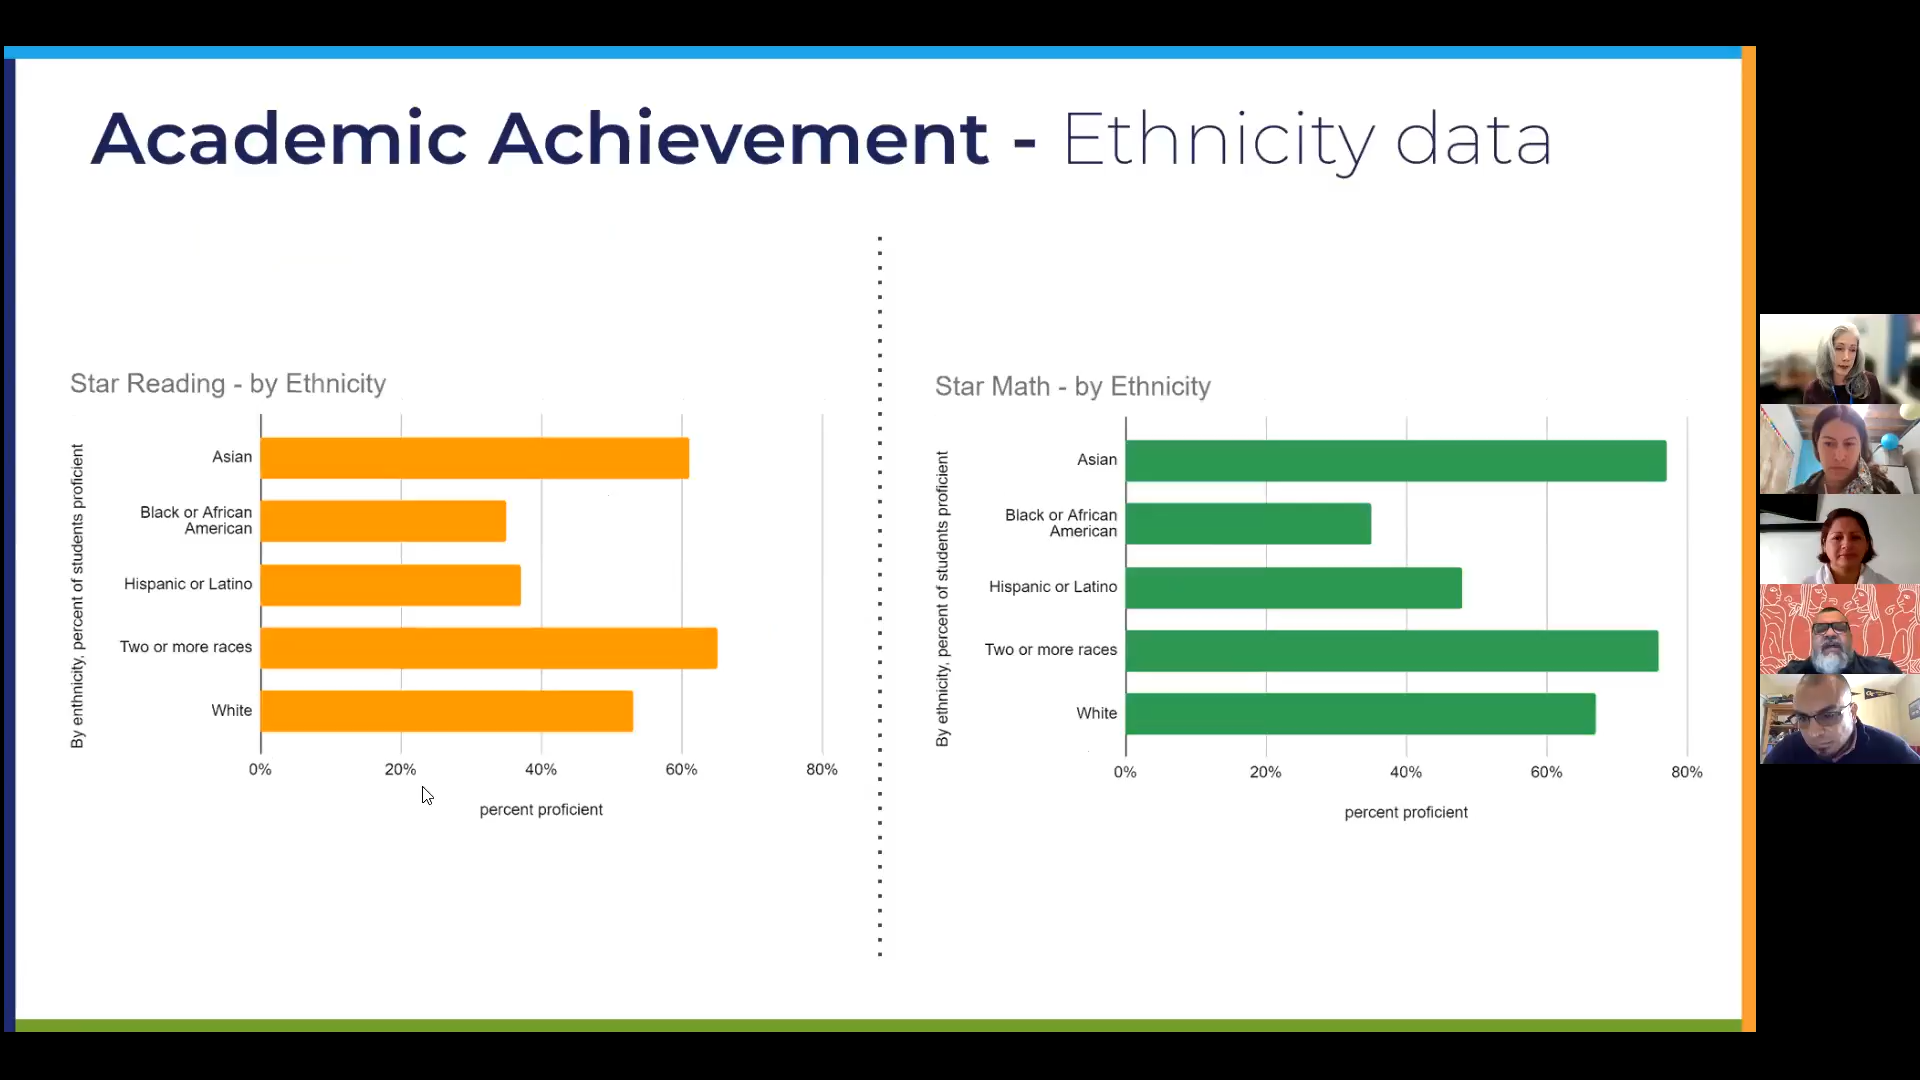 Academic Achievement - Ethnicity data
Star Reading - by Ethnicity
By enthnicity, percent of students proficient
Asian
Black or African
American
Hispanic or Latino
Two or more races
White
0% 20% 40% 60% 80%
percent proficient
Star Math - by Ethnicity
By ethnicity, percent of students proficient
Asian
Black or African
American
Hispanic or Latino
Two or more races
White
0% 20% 40% 60% 80%
percent proficient